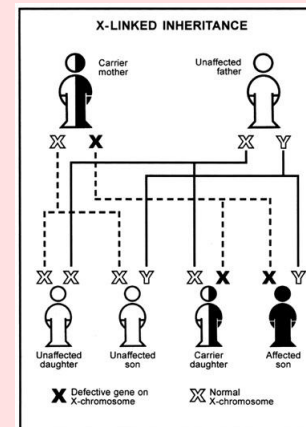 X-LINKED INHERITANCE
Carrier
mother
Unaffected
father
X X X Y
X X X Y X X X Y
Unaffected
daughter
Unaffected
son
Carrier
daughter
Affected
son
X Defective gene on
X-chromosome
X Normal
X-chromosome